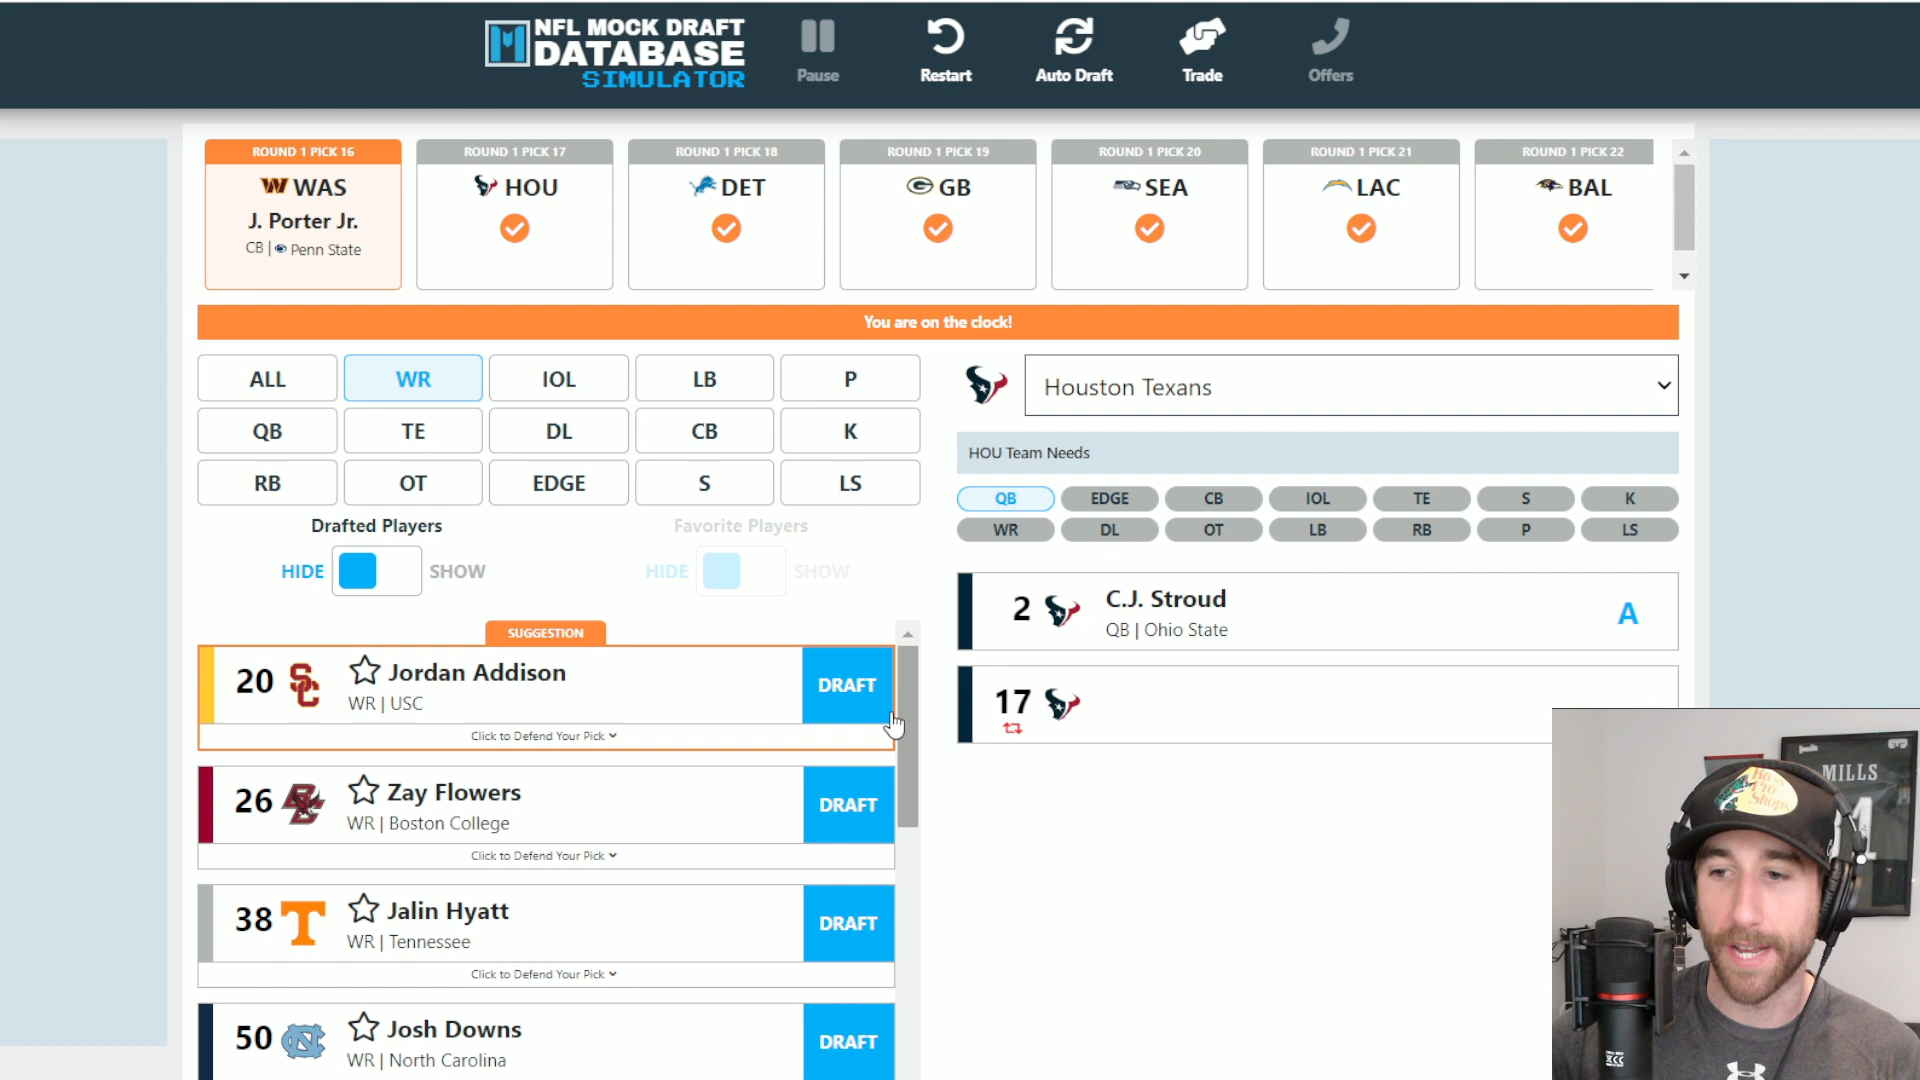 NFL MOCK DRAFT
DATABASE
SIMULATOR
Pause
Restart
Auto Draft
Trade
Offers
ROUND 1 PICK 16
WAS
J. Porter Jr.
CB | Penn State
ROUND 1 PICK 17
HOU
ROUND 1 PICK 18
DET
ROUND 1 PICK 19
GB
ROUND 1 PICK 20
SEA
ROUND 1 PICK 21
LAC
ROUND 1 PICK 22
BAL
You are on the clock!
ALL
WR
IOL
LB
P
QB
TE
DL
CB
K
RB
OT
EDGE
S
LS
Drafted Players
HIDE
SHOW
Favorite Players
HIDE
SHOW
SUGGESTION
20
SC
Jordan Addison
WR | USC
DRAFT
Click to Defend Your Pick
26
BC
Zay Flowers
WR | Boston College
DRAFT
Click to Defend Your Pick
38
T
Jalin Hyatt
WR | Tennessee
DRAFT
Click to Defend Your Pick
50
NC
Josh Downs
WR | North Carolina
DRAFT
Houston Texans
HOU Team Needs
QB
EDGE
CB
IOL
TE
S
K
WR
DL
OT
LB
RB
P
LS
2
C.J. Stroud
QB | Ohio State
A
17
MILLS
Bass
Pro
Shops